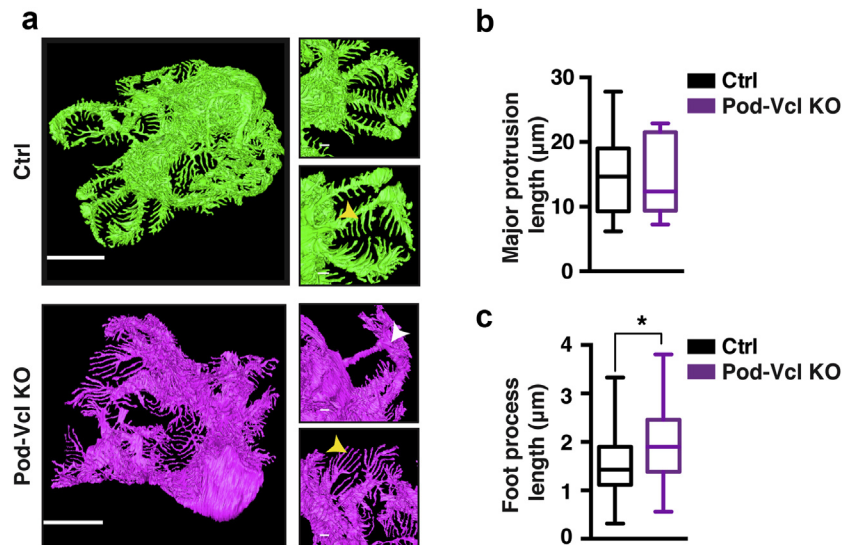 a
Ctrl
Pod-Vcl KO
b
Major protrusion
length (µm)
30
20
10
0
Ctrl
Pod-Vcl KO
c
Foot process
length (µm)
4
3
2
1
0
*
Ctrl
Pod-Vcl KO